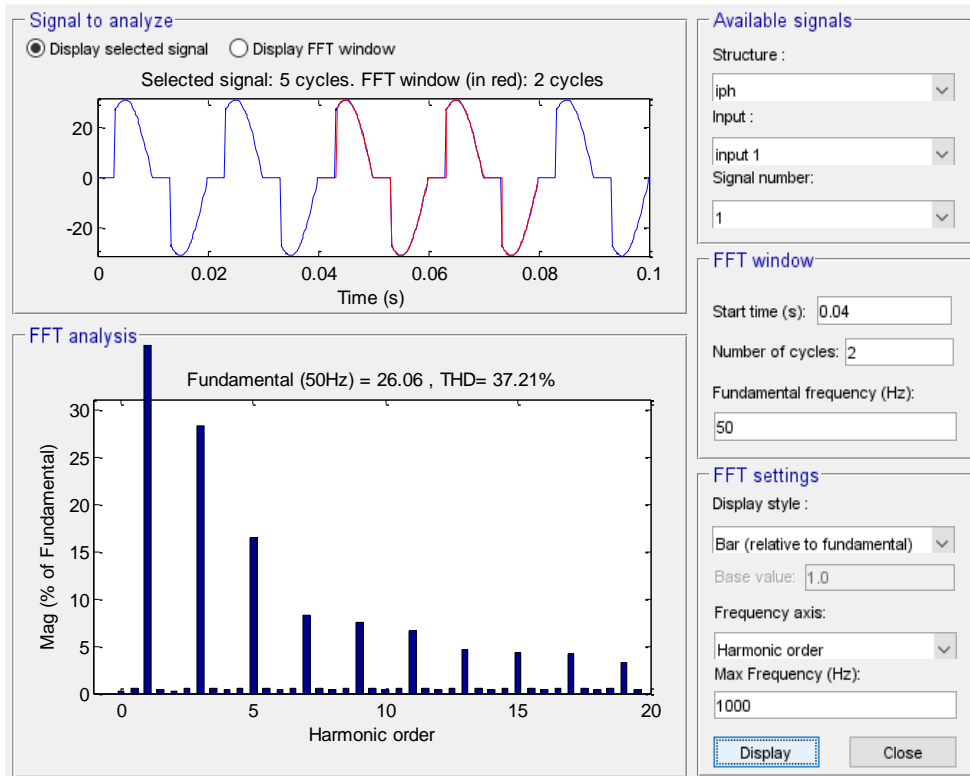 Signal to analyze
Display selected signal Display FFT window
Selected signal: 5 cycles. FFT window (in red): 2 cycles
20
0
-20
0 0.02 0.04 0.06 0.08 0.1
Time (s)
FFT analysis
Fundamental (50Hz) = 26.06 , THD= 37.21%
30
25
20
15
10
5
0
Mag (% of Fundamental)
0 5 10 15 20
Harmonic order
Available signals
Structure :
iph
Input :
input 1
Signal number:
1
FFT window
Start time (s): 0.04
Number of cycles: 2
Fundamental frequency (Hz):
50
FFT settings
Display style :
Bar (relative to fundamental)
Base value: 1.0
Frequency axis:
Harmonic order
Max Frequency (Hz):
1000
Display Close